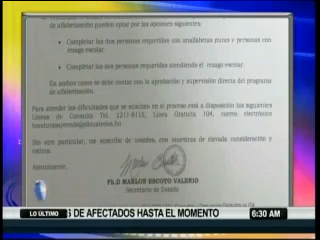 de alfabetización pueden optar por las opciones siguientes:
• Completar las dos personas requeridas con analfabetas puras y personas con
rezago escolar.
• Completar las dos personas requeridas atendiendo el rezago escolar.
En ambos casos se debe contar con la aprobación y supervisión directa del programa
de alfabetización.
Para atender las dificultades que se susciten en el proceso está a disposición las siguientes
Líneas de Consulta Tel. Línea Gratuita 104, correo electrónico
Sin otro particular, me suscribo de ustedes, con muestras de elevada consideración y
estima.
Atentamente,
Ph.D MARLON ESCOTO VALERIO
Secretario de Estado
LO ÚLTIMO
S DE AFECTADOS HASTA EL MOMENTO
6:30 AM